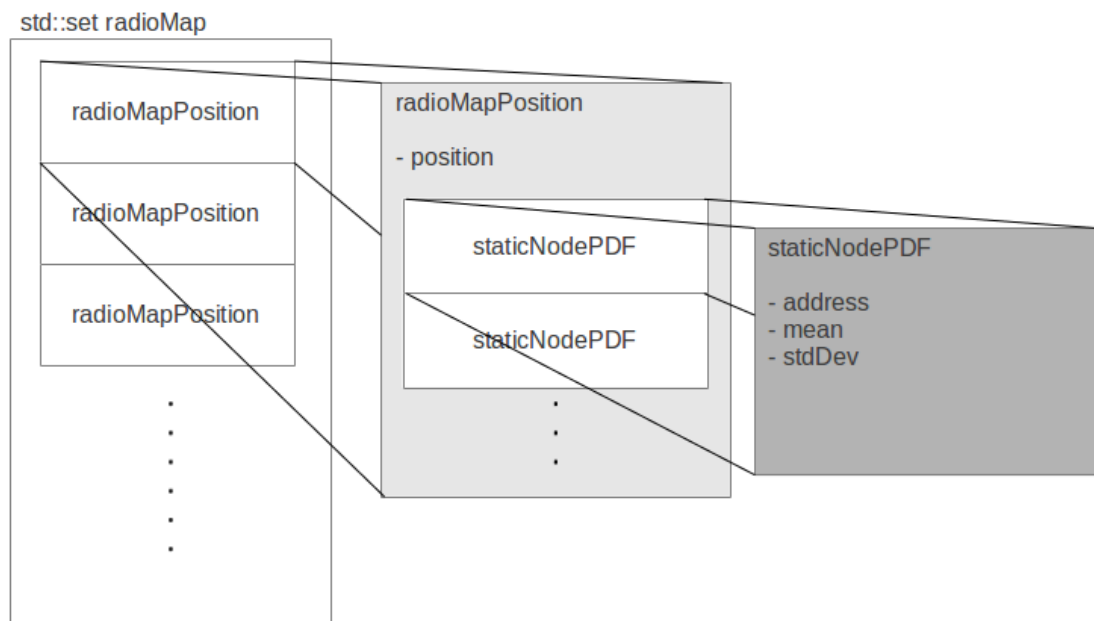 std::set radioMap
radioMapPosition
radioMapPosition
radioMapPosition
radioMapPosition
- position
staticNodePDF
staticNodePDF
staticNodePDF
- address
- mean
- stdDev